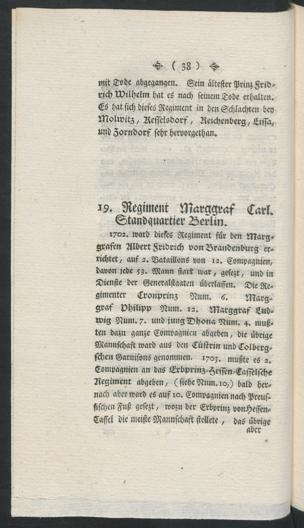 ( 38 )
mit Tode abgegangen. Sein ältester Prinz Frid-
rich Wilhelm hat es nach seinem Tode erhalten.
Es hat sich dieses Regiment in den Schlachten bey
Molwitz, Kesselsdorf, Reichenberg, Lissa,
und Zorndorf sehr hervorgethan.
19. Regiment Marggraf Carl.
Standquartier Berlin.
1702. ward dieses Regiment für den Marg-
grafen Albert Fridrich von Brandenburg er-
richtet, auf 2. Bataillons von 12. Compagnien,
davon jede 53. Mann stark war, gesezt, und in
Dienste der Generalstaaten überlassen. Die Re-
gimenter Cronprinz Num. 6. Marg-
graf Philipp Num. 12. Marggraf Lud-
wig Num. 7. und jung Dhona Num. 4. muß-
ten dazu ganze Compagnien abgeben, die übrige
Mannschaft ward aus den Cüstrin und Colberg-
schen Garnisons genommen. 1703. mußte es 2.
Compagnien an das Erbprinz-Hessen-Casselsche
Regiment abgeben, (siehe Num. 10,) bald her-
nach aber ward es auf 10. Compagnien nach Preus-
sischen Fuß gesezt, wozu der Erbprinz von Hessen-
Cassel die meiste Mannschaft stellete, das übrige
aber